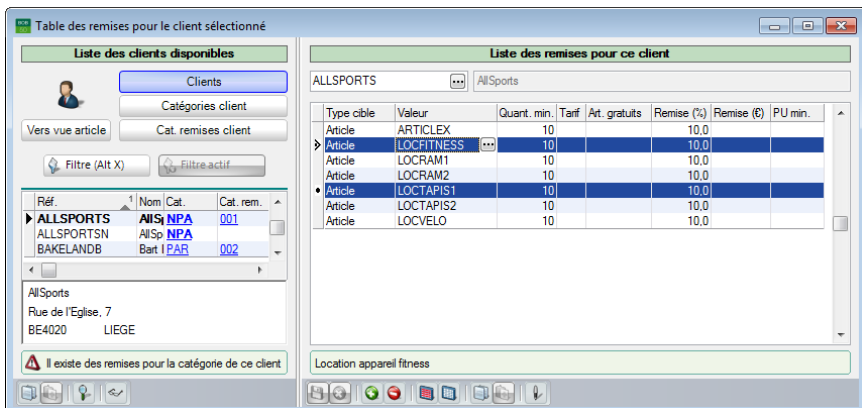 Table des remises pour le client sélectionné
Liste des clients disponibles
Clients
Catégories client
Vers vue article
Cat. remises client
Filtre (Alt X)
Filtre actif
Réf. 1 Nom Cat. Cat. rem.
ALLSPORTS AllS NPA 001
ALLSPORTSN AllSp NPA
BAKELANDB Bart PAR 002
AllSports
Rue de l'Eglise, 7
BE4020 LIEGE
Il existe des remises pour la catégorie de ce client
Liste des remises pour ce client
ALLSPORTS ... AllSports
Type cible Valeur Quant. min. Tarif Art. gratuits Remise (%) Remise (€) PU min.
Article ARTICLEX 10 10,0
Article LOCFITNESS ... 10 10,0
Article LOCRAM1 10 10,0
Article LOCRAM2 10 10,0
Article LOCTAPIS1 10 10,0
Article LOCTAPIS2 10 10,0
Article LOCVELO 10 10,0
Location appareil fitness